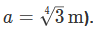 a = ∜3 m).